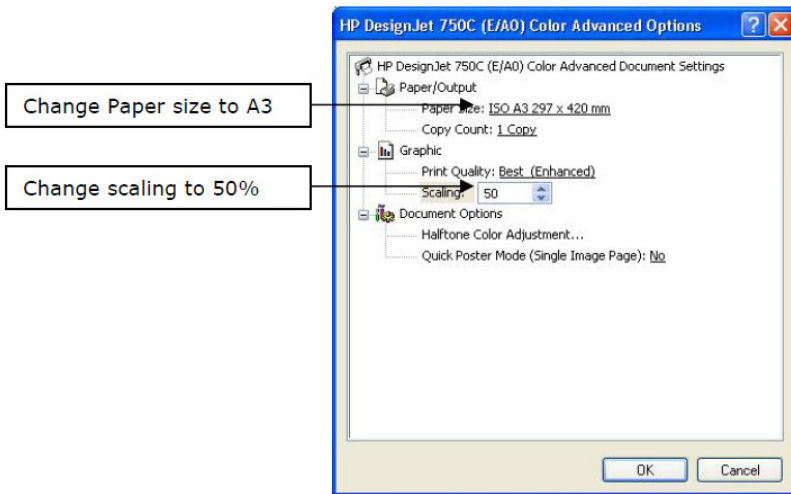 HP DesignJet 750C (E/A0) Color Advanced Options
HP DesignJet 750C (E/A0) Color Advanced Document Settings
Paper/Output
Change Paper size to A3
Paper Size: ISO A3 297 x 420 mm
Copy Count: 1 Copy
Graphic
Print Quality: Best (Enhanced)
Change scaling to 50%
Scaling: 50
Document Options
Halftone Color Adjustment...
Quick Poster Mode (Single Image Page): No
OK Cancel